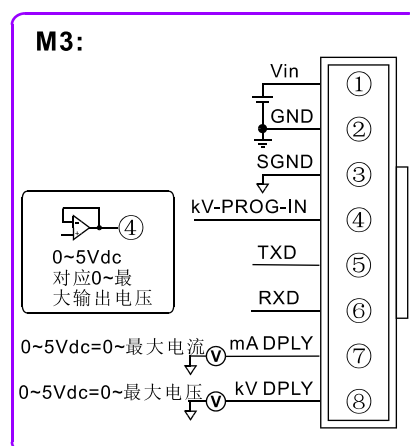 M3:
Vin ①
GND ②
SGND ③
kV-PROG-IN ④
TXD ⑤
RXD ⑥
0~5Vdc=0~最大电流 V mA DPLY ⑦
0~5Vdc=0~最大电压 V kV DPLY ⑧
- + ④
0~5Vdc
对应0~最
大输出电压